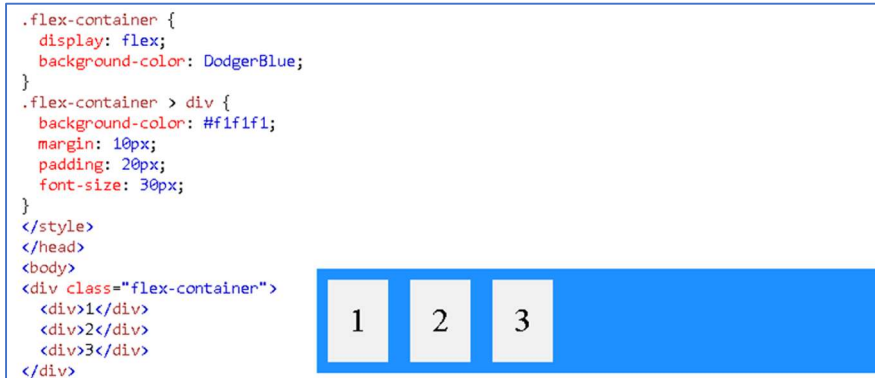 .flex-container {
  display: flex;
  background-color: DodgerBlue;
}
.flex-container > div {
  background-color: #f1f1f1;
  margin: 10px;
  padding: 20px;
  font-size: 30px;
}
</style>
</head>
<body>
<div class="flex-container">
  <div>1</div>
  <div>2</div>
  <div>3</div>
</div>
1 2 3